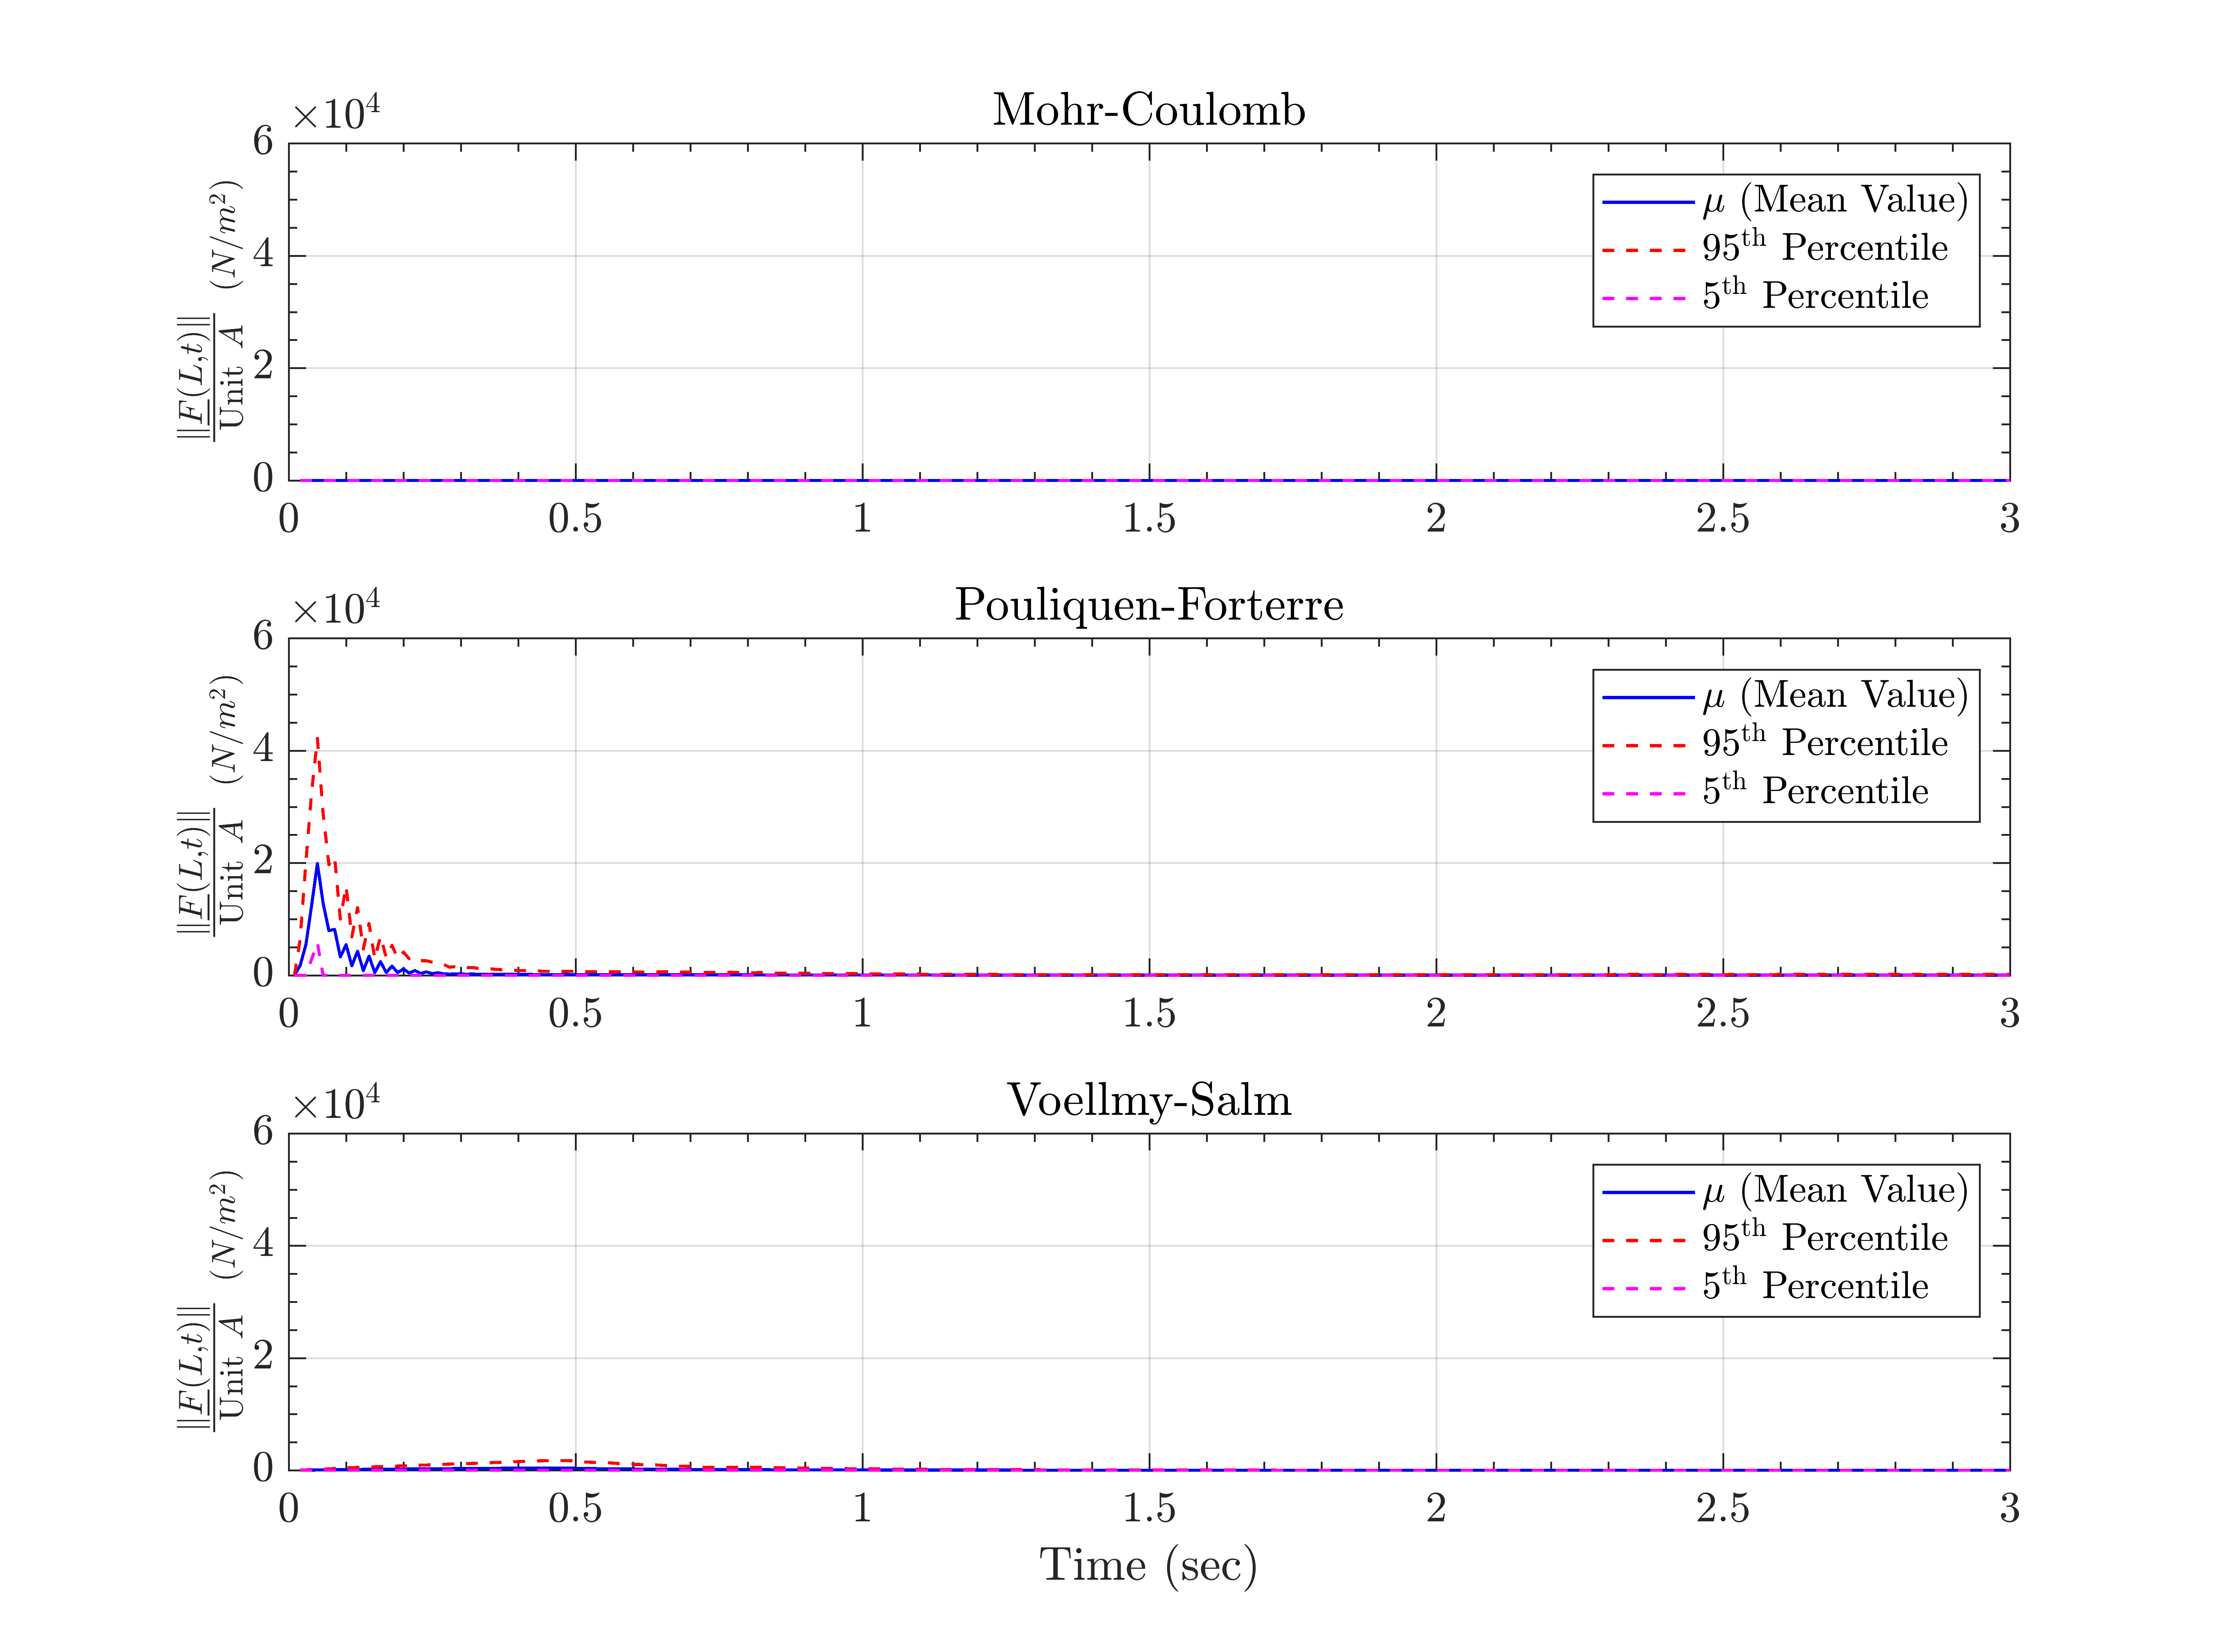 Mohr-Coulomb
×10⁴
6
4
2
0
||F(L,t)||
Unit A
(N/m²)
μ (Mean Value)
95th Percentile
5th Percentile
0 0.5 1 1.5 2 2.5 3
Pouliquen-Forterre
×10⁴
6
4
2
0
||F(L,t)||
Unit A
(N/m²)
μ (Mean Value)
95th Percentile
5th Percentile
0 0.5 1 1.5 2 2.5 3
Voellmy-Salm
×10⁴
6
4
2
0
||F(L,t)||
Unit A
(N/m²)
μ (Mean Value)
95th Percentile
5th Percentile
0 0.5 1 1.5 2 2.5 3
Time (sec)